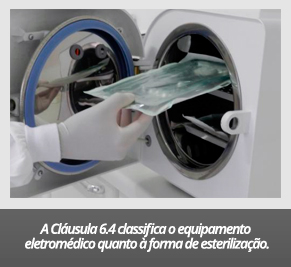 A Cláusula 6.4 classifica o equipamento
eletromédico quanto à forma de esterilização.